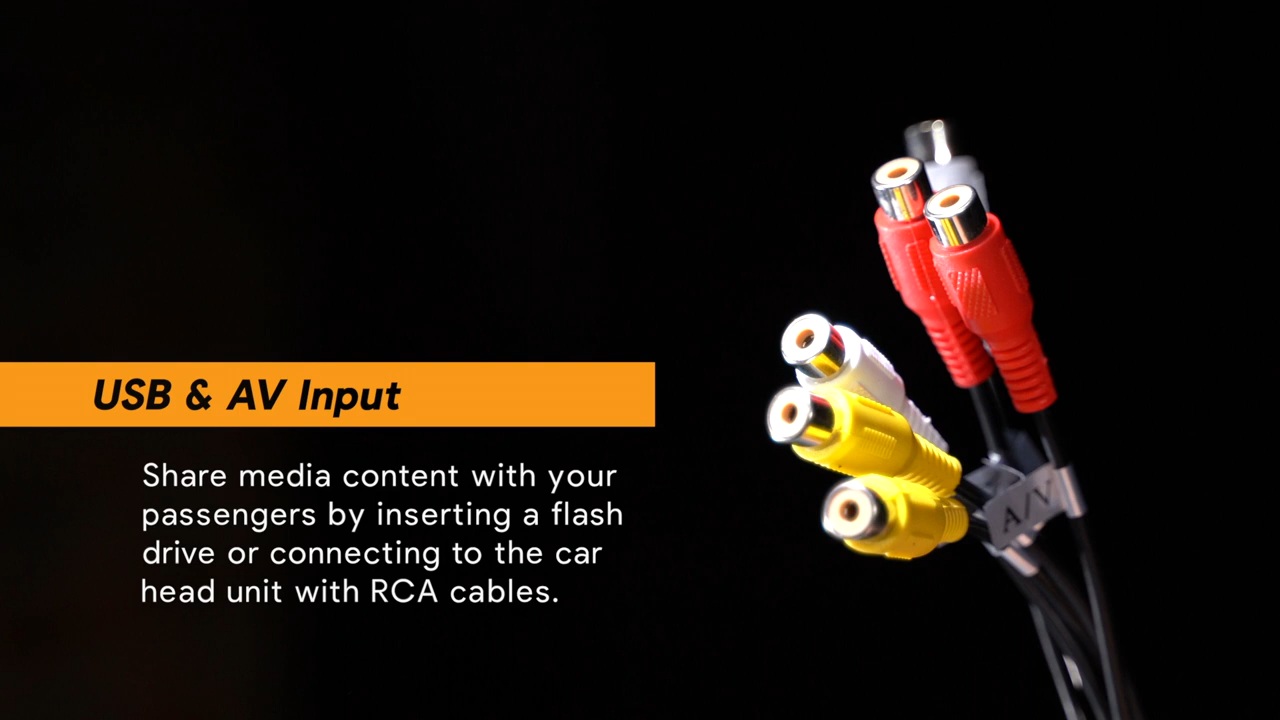 USB & AV Input
Share media content with your
passengers by inserting a flash
drive or connecting to the car
head unit with RCA cables.
A/V